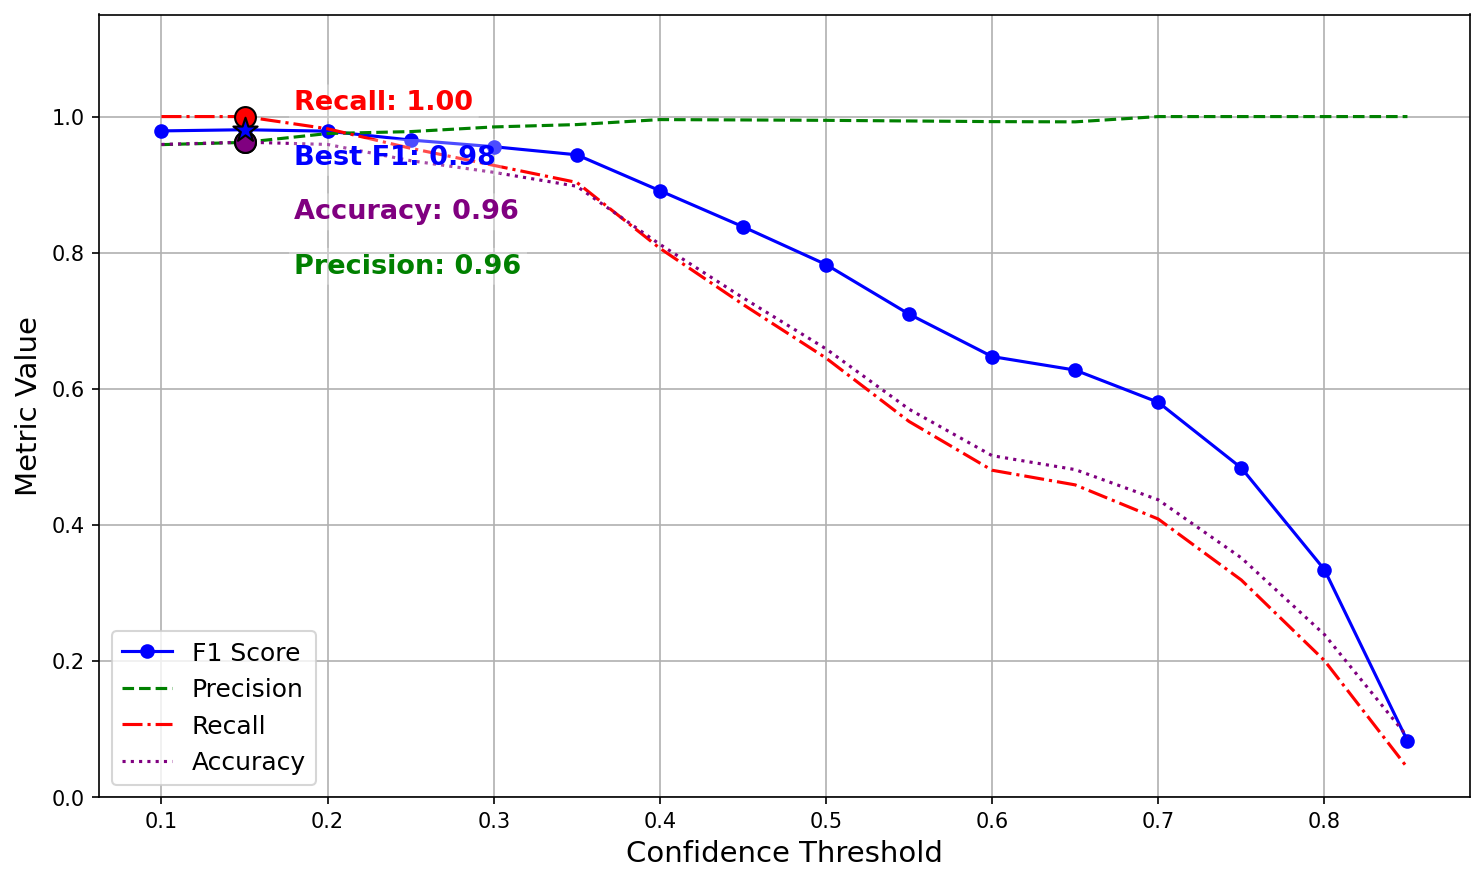 Recall: 1.00
Best F1: 0.98
Accuracy: 0.96
Precision: 0.96
Metric Value
1.0
0.8
0.6
0.4
0.2
0.0
F1 Score
Precision
Recall
Accuracy
0.1 0.2 0.3 0.4 0.5 0.6 0.7 0.8
Confidence Threshold